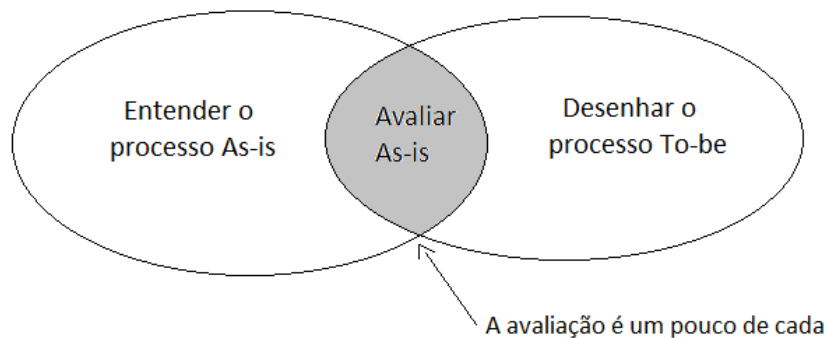 Entender o
processo As-is
Avaliar
As-is
Desenhar o
processo To-be
A avaliação é um pouco de cada